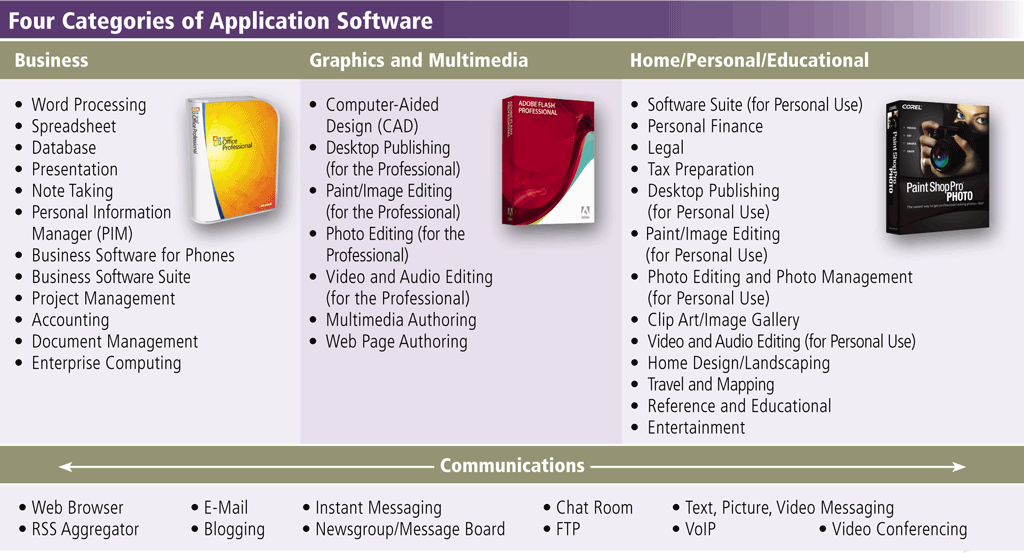 Four Categories of Application Software
Business
• Word Processing
• Spreadsheet
• Database
• Presentation
• Note Taking
• Personal Information
Manager (PIM)
• Business Software for Phones
• Business Software Suite
• Project Management
• Accounting
• Document Management
• Enterprise Computing
Office
Professional
Graphics and Multimedia
• Computer-Aided
Design (CAD)
• Desktop Publishing
(for the Professional)
• Paint/Image Editing
(for the Professional)
• Photo Editing (for the
Professional)
• Video and Audio Editing
(for the Professional)
• Multimedia Authoring
• Web Page Authoring
ADOBE FLASH
PROFESSIONAL
Home/Personal/Educational
• Software Suite (for Personal Use)
• Personal Finance
• Legal
• Tax Preparation
• Desktop Publishing
(for Personal Use)
• Paint/Image Editing
(for Personal Use)
• Photo Editing and Photo Management
(for Personal Use)
• Clip Art/Image Gallery
• Video and Audio Editing (for Personal Use)
• Home Design/Landscaping
• Travel and Mapping
• Reference and Educational
• Entertainment
COREL
Paint Shop Pro
PHOTO
Communications
• Web Browser • E-Mail • Instant Messaging • Chat Room • Text, Picture, Video Messaging
• RSS Aggregator • Blogging • Newsgroup/Message Board • FTP • VoIP • Video Conferencing